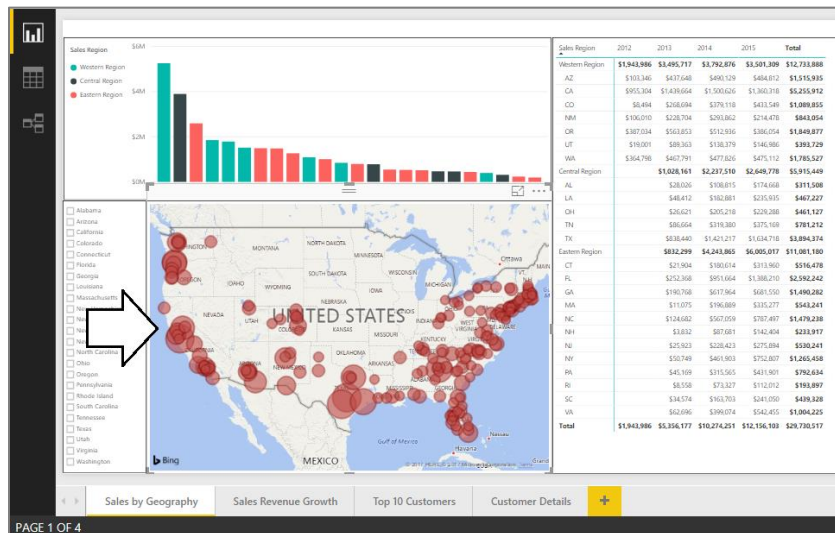 Sales Region
Western Region
Central Region
Eastern Region
$6M
$4M
$2M
$0M
Sales Region 2012 2013 2014 2015 Total
Western Region $1,943,986 $3,495,717 $3,792,876 $3,501,309 $12,733,888
AZ $103,346 $437,648 $490,129 $484,812 $1,515,935
CA $955,304 $1,439,664 $1,500,626 $1,360,318 $5,255,912
CO $8,494 $268,694 $379,118 $433,549 $1,089,855
NM $106,010 $228,704 $293,862 $214,478 $843,054
OR $387,034 $563,853 $512,936 $386,054 $1,849,877
UT $19,001 $89,363 $138,379 $146,986 $393,729
WA $364,798 $467,791 $477,826 $475,112 $1,785,527
Central Region $1,028,161 $2,237,510 $2,649,778 $5,915,449
AL $28,026 $108,815 $174,668 $311,508
LA $48,412 $182,881 $235,935 $467,227
OH $26,621 $205,218 $229,288 $461,127
TN $86,664 $319,380 $375,169 $781,212
TX $838,440 $1,421,217 $1,634,718 $3,894,374
Eastern Region $832,299 $4,243,865 $6,005,017 $11,081,180
CT $21,904 $180,614 $313,960 $516,478
FL $252,368 $951,664 $1,388,210 $2,592,242
GA $190,768 $617,964 $681,550 $1,490,282
MA $11,075 $196,889 $335,277 $543,241
NC $124,682 $567,059 $787,497 $1,479,238
NH $3,832 $87,681 $142,404 $233,917
NJ $25,923 $228,423 $275,894 $530,241
NY $50,749 $461,903 $752,807 $1,265,458
PA $45,169 $315,565 $431,901 $792,634
RI $8,558 $73,327 $112,012 $193,897
SC $34,574 $163,703 $241,050 $439,328
VA $62,696 $399,074 $542,455 $1,004,225
Total $1,943,986 $5,356,177 $10,274,251 $12,156,103 $29,730,517
Alabama
Arizona
California
Colorado
Connecticut
Florida
Georgia
Louisiana
Massachusetts
North Carolina
Ohio
Oregon
Pennsylvania
Rhode Island
South Carolina
Tennessee
Texas
Utah
Virginia
Washington
MONTANA
NORTH DAKOTA
MINNESOTA
Ottawa
SOUTH DAKOTA
WISCONSIN
MICHIGAN
IDAHO
WYOMING
IOWA
NEBRASKA
NEVADA
UTAH
UNITED STATES
KANSAS
MISSOURI
KENTUCKY
OKLAHOMA
ARKANSAS
Gulf of Mexico
MEXICO
Havana
Nassau
Bing
Sales by Geography
Sales Revenue Growth
Top 10 Customers
Customer Details
+
PAGE 1 OF 4